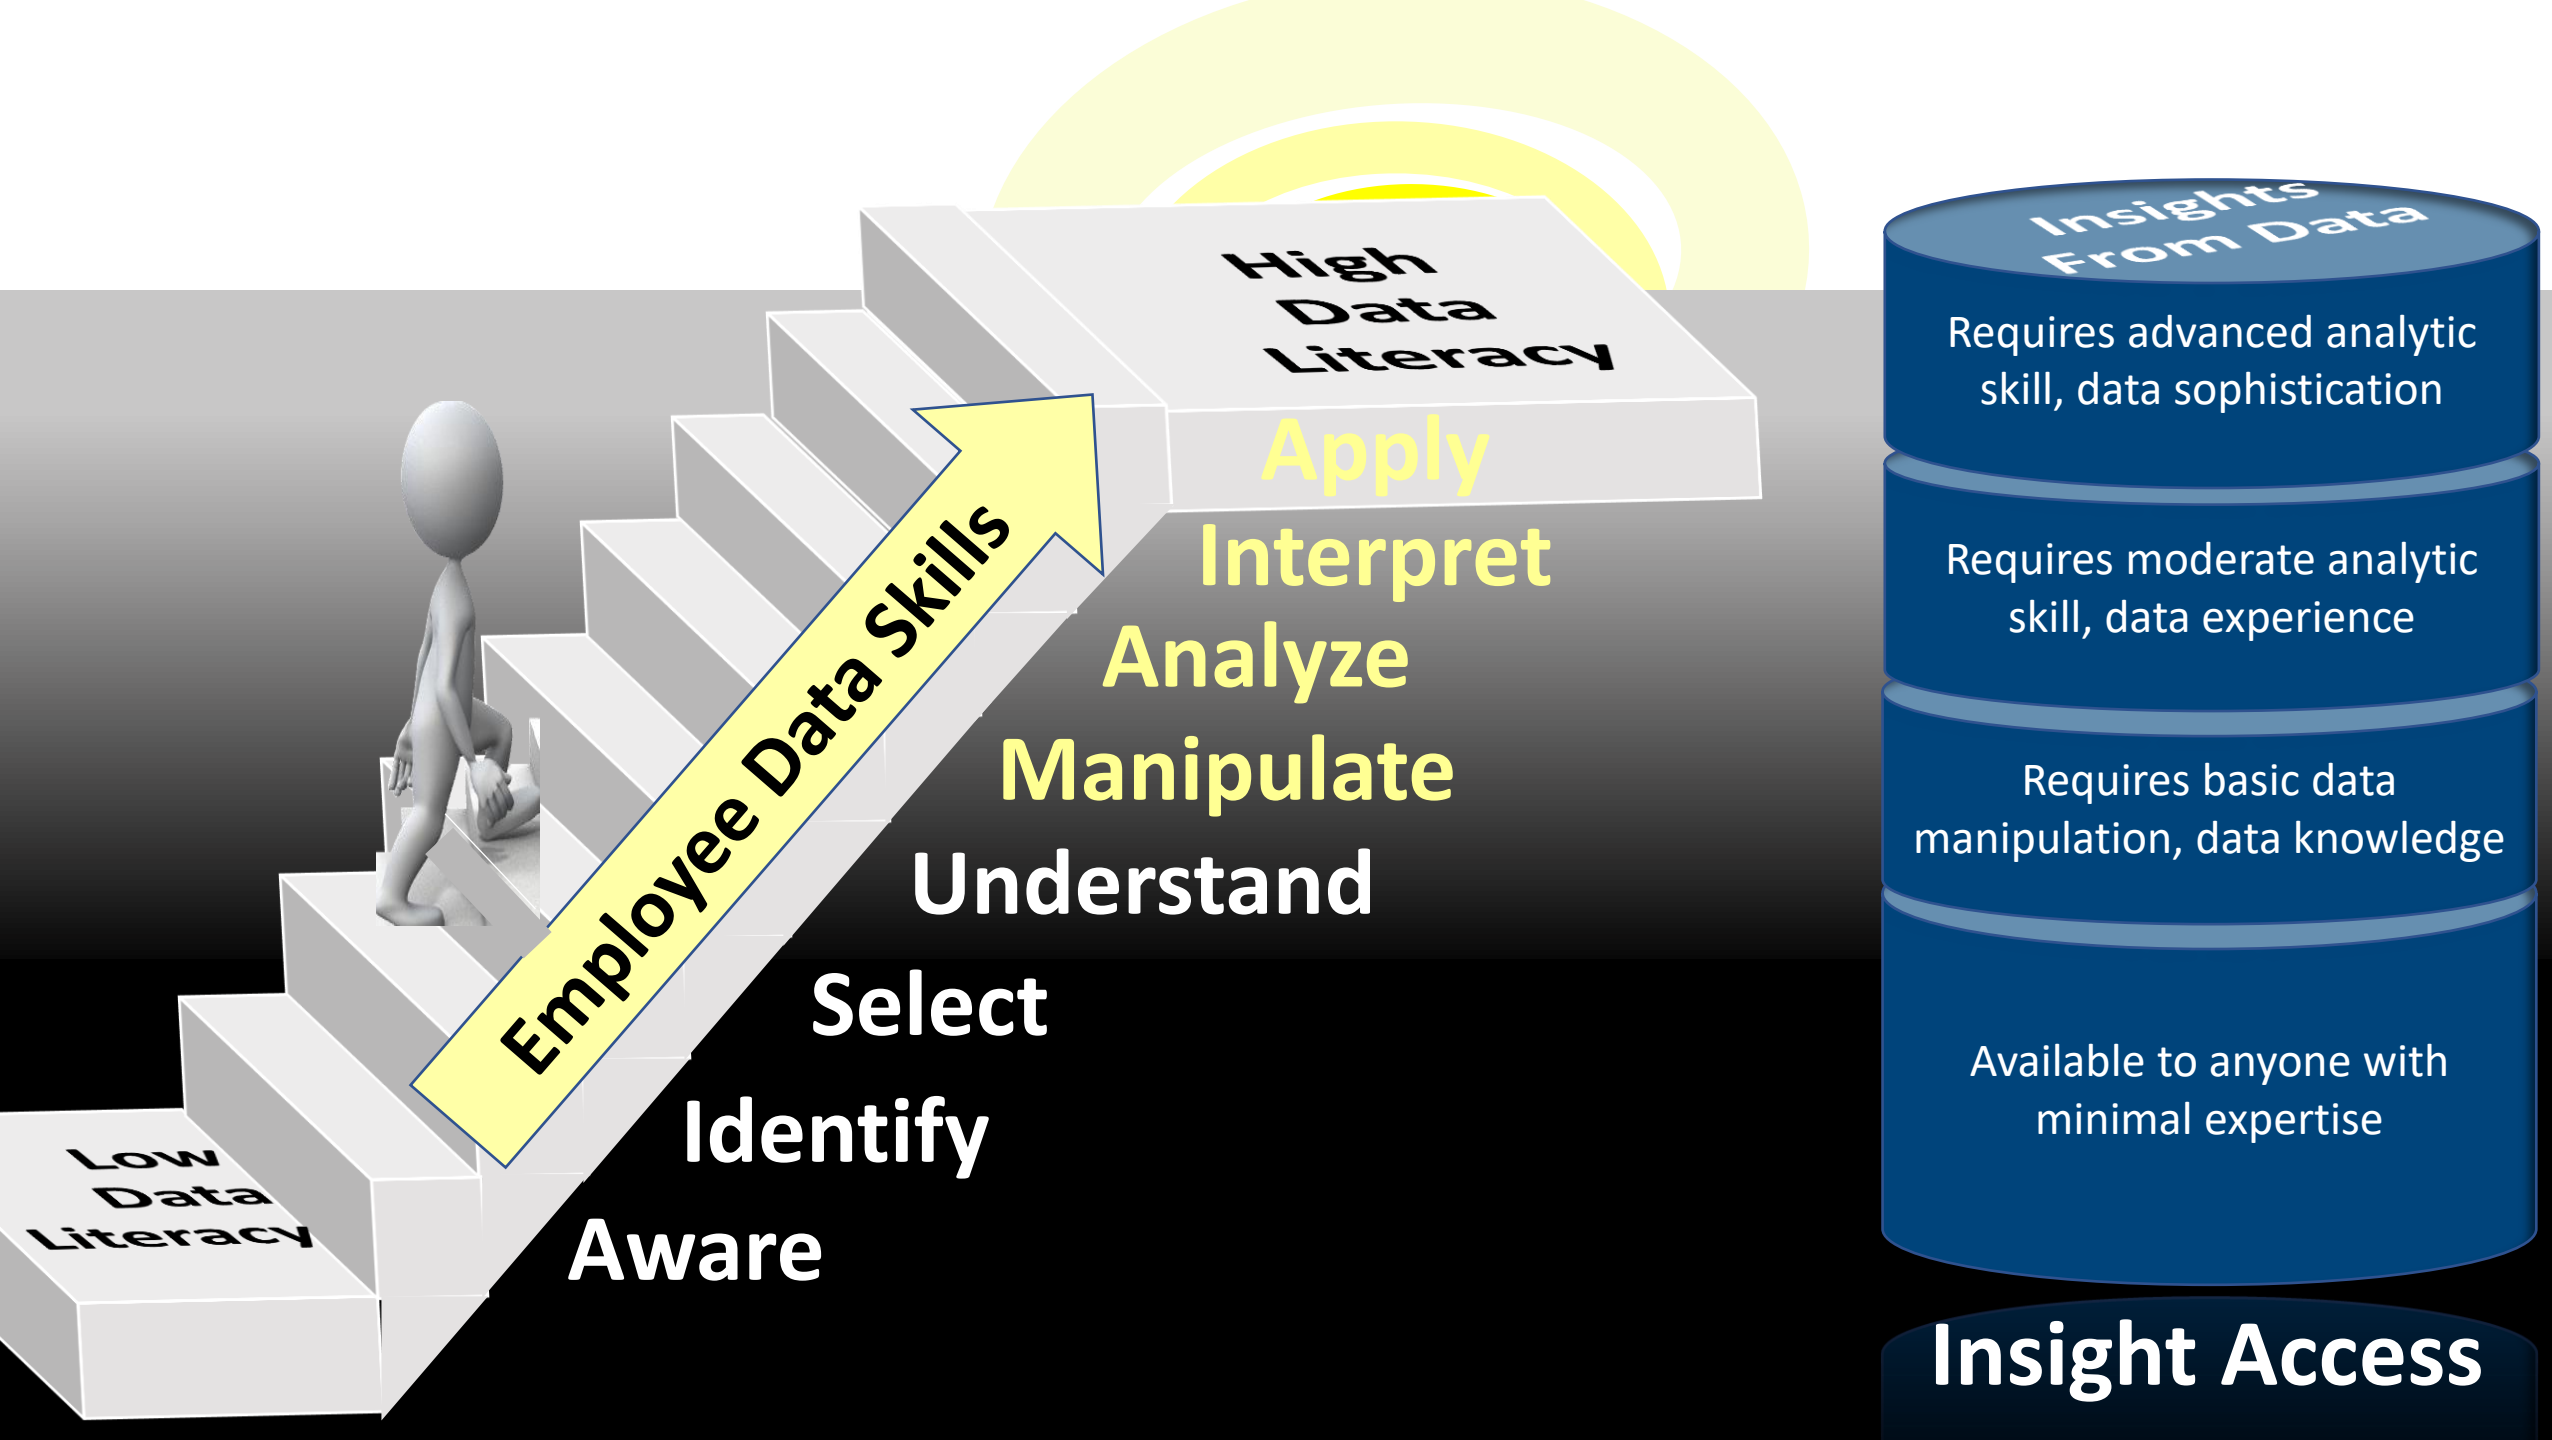 High
Data
Literacy
Low
Data
Literacy
Employee Data Skills
Apply
Interpret
Analyze
Manipulate
Understand
Select
Identify
Aware
Insights
From Data
Requires advanced analytic
skill, data sophistication
Requires moderate analytic
skill, data experience
Requires basic data
manipulation, data knowledge
Available to anyone with
minimal expertise
Insight Access